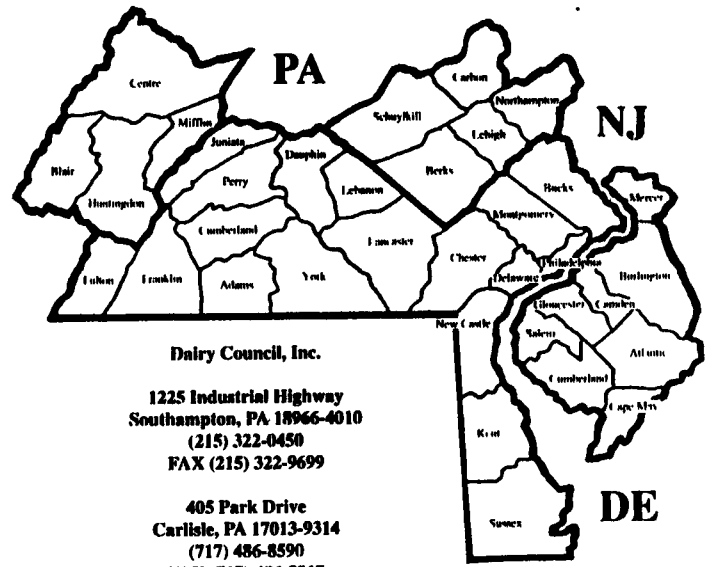 PA
NJ
DE
Centre
Mifflin
Blair
Huntingdon
Juniata
Perry
Dauphin
Lebanon
Cumberland
Lancaster
Fulton
Franklin
Adams
York
Schuylkill
Carbon
Northampton
Lehigh
Berks
Bucks
Montgomery
Chester
Delaware
Philadelphia
Mercer
Burlington
Gloucester
Camden
Salem
Atlantic
Cumberland
Cape May
New Castle
Kent
Sussex
Dairy Council, Inc.
1225 Industrial Highway
Southampton, PA 18966-4010
(215) 322-0450
FAX (215) 322-9699
405 Park Drive
Carlisle, PA 17013-9314
(717) 486-8590